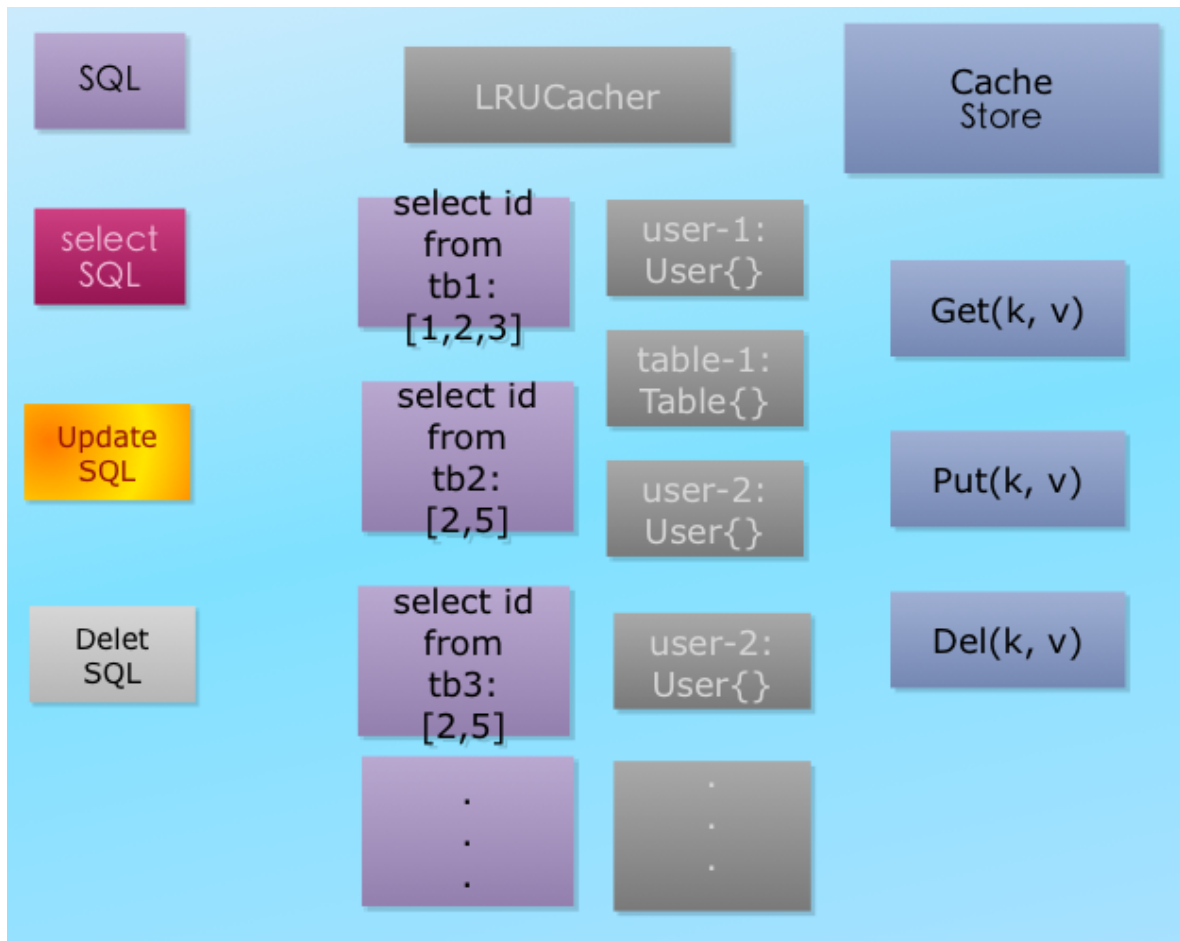 SQL
LRUCacher
Cache
Store
select
SQL
select id
from
tb1:
[1,2,3]
user-1:
User{}
Get(k, v)
table-1:
Table{}
Update
SQL
select id
from
tb2:
[2,5]
user-2:
User{}
Put(k, v)
Delet
SQL
select id
from
tb3:
[2,5]
user-2:
User{}
Del(k, v)
.
.
.
.
.
.